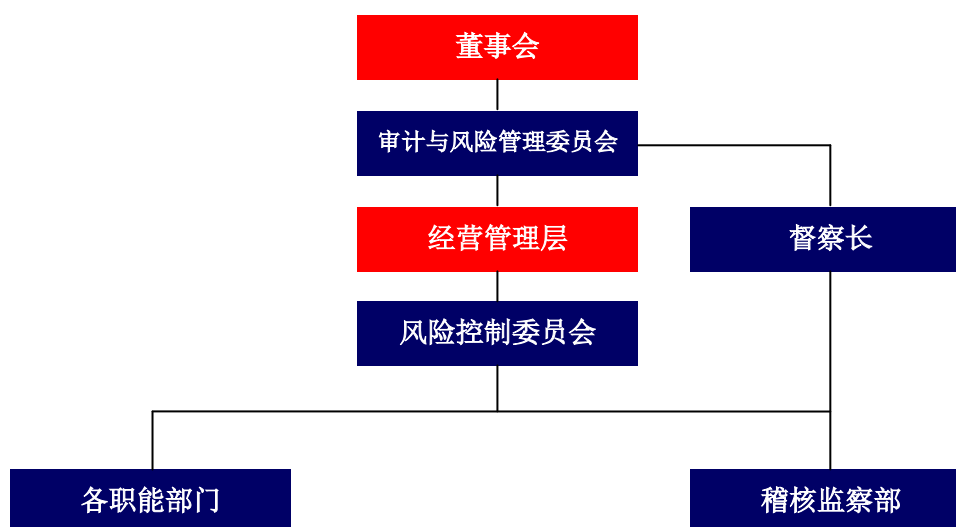 董事会
审计与风险管理委员会
经营管理层
督察长
风险控制委员会
各职能部门
稽核监察部